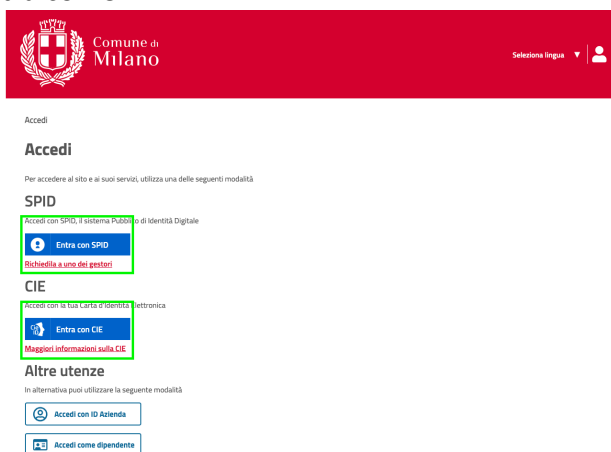 Comune di
Milano
Seleziona lingua ▼
Accedi
Accedi
Per accedere al sito e ai suoi servizi, utilizza una delle seguenti modalità
SPID
Accedi con SPID, il sistema Pubblico di Identità Digitale
Entra con SPID
Richiedila a uno dei gestori
CIE
Accedi con la tua Carta d'Identità Elettronica
Entra con CIE
Maggiori informazioni sulla CIE
Altre utenze
In alternativa puoi utilizzare la seguente modalità
Accedi con ID Azienda
Accedi come dipendente